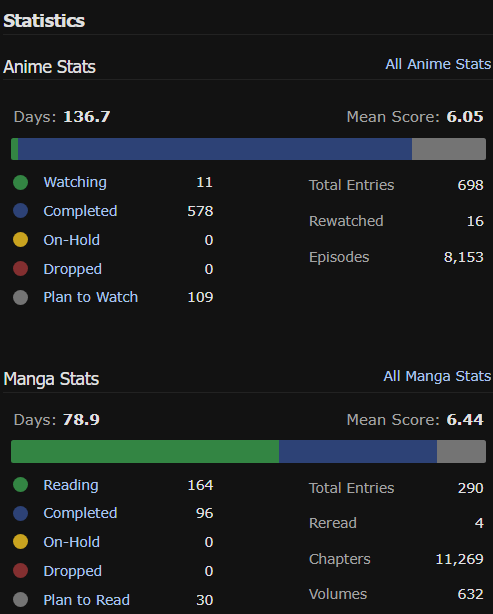 Statistics
Anime Stats All Anime Stats
Days: 136.7 Mean Score: 6.05
Watching 11 Total Entries 698
Completed 578 Rewatched 16
On-Hold 0 Episodes 8,153
Dropped 0
Plan to Watch 109
Manga Stats All Manga Stats
Days: 78.9 Mean Score: 6.44
Reading 164 Total Entries 290
Completed 96 Reread 4
On-Hold 0 Chapters 11,269
Dropped 0 Volumes 632
Plan to Read 30